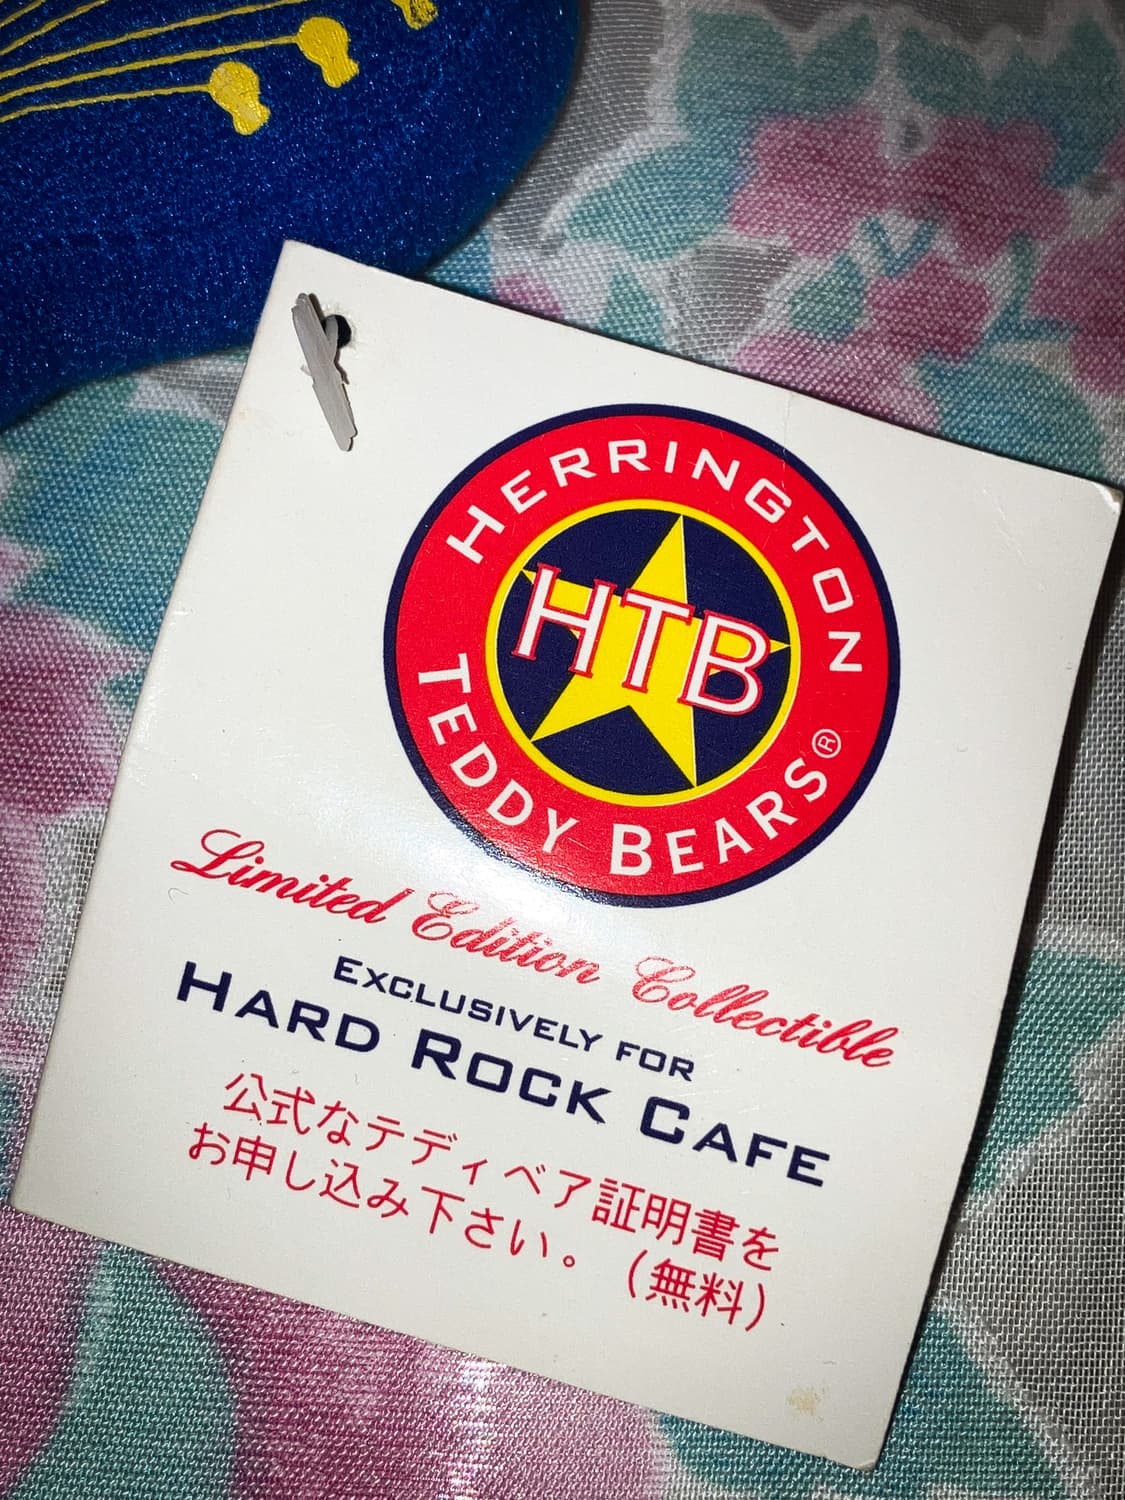 HERRINGTON
HTB
TEDDY BEARS®
Limited Edition Collectible
EXCLUSIVELY FOR
HARD ROCK CAFE
公式なテディベア証明書を
お申し込み下さい。（無料）